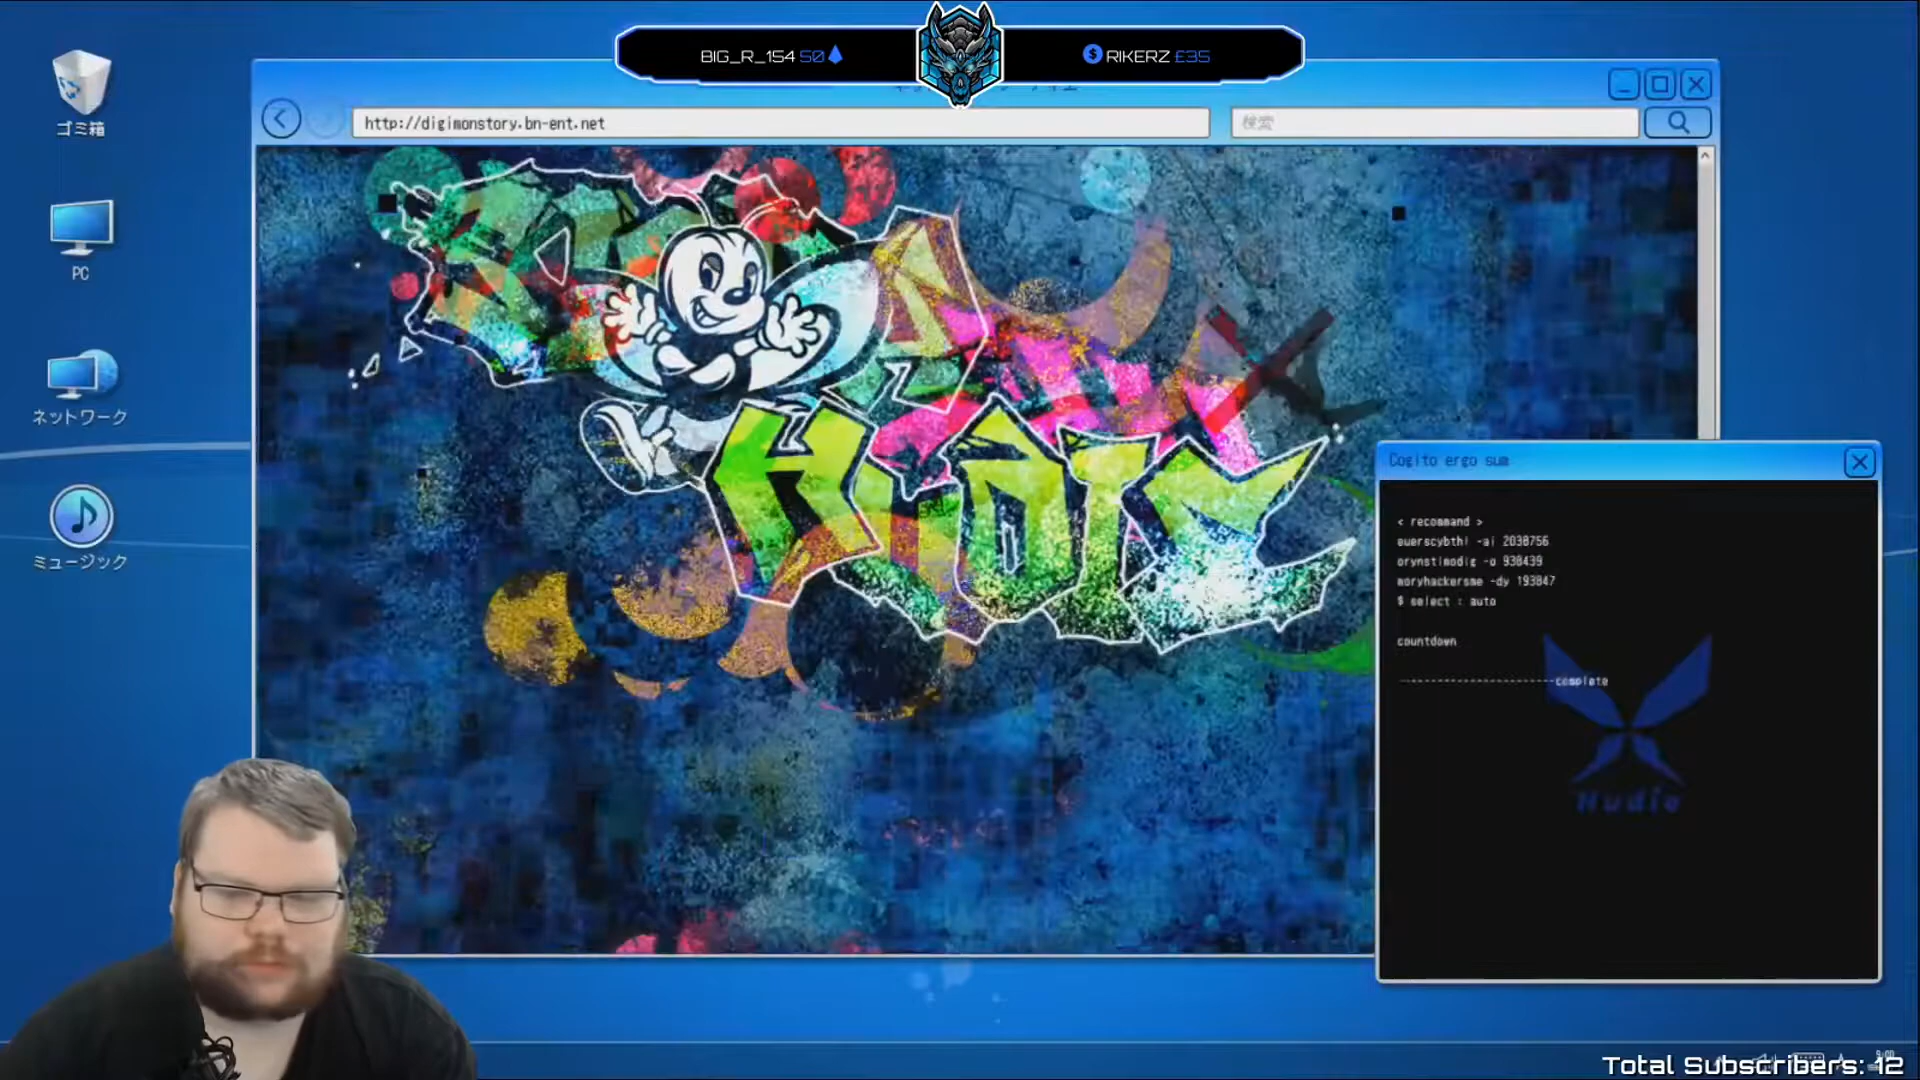 BIG_R_154 50
RIKERZ £35
http://digimonstory.bn-ent.net
検索
ゴミ箱
PC
ネットワーク
ミュージック
Cogito ergo sum
< recommand >
auerscybthl -ai 2038756
orynstimodig -o 938439
moryhackersme -dy 193847
$ select : auto
countdown
------------------------complete
Hudie
Total Subscribers: 12